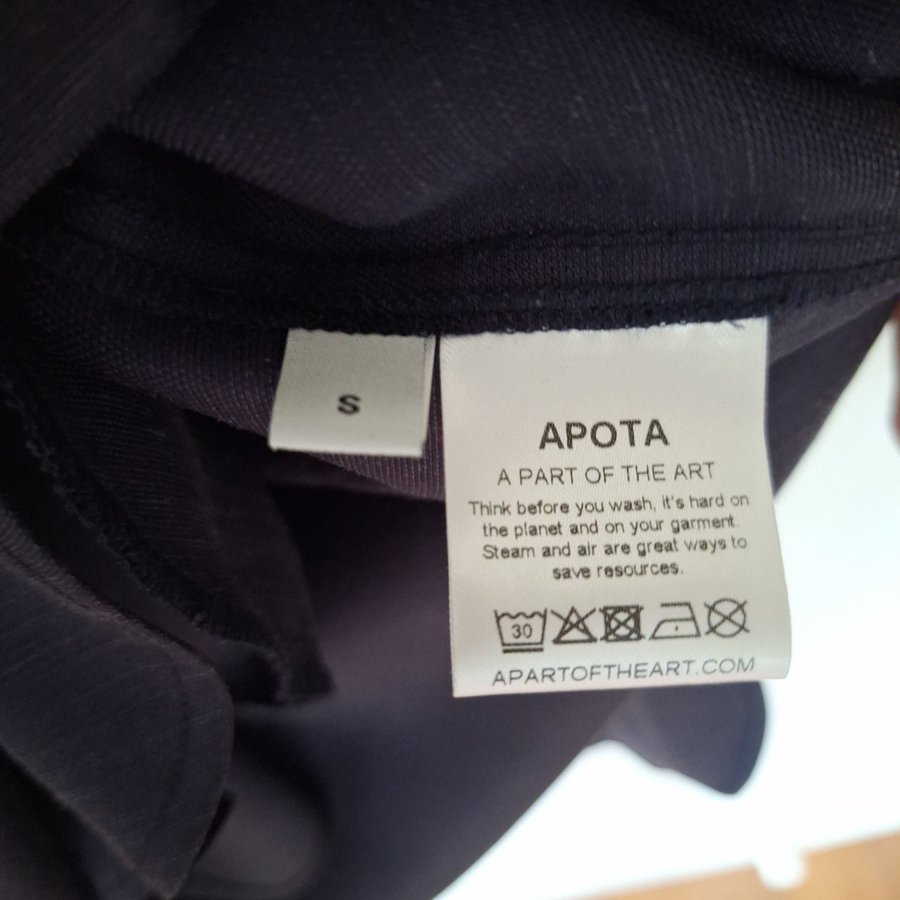 S
APOTA
A PART OF THE ART
Think before you wash, it's hard on
the planet and on your garment.
Steam and air are great ways to
save resources.
30
APARTOFTHEART.COM